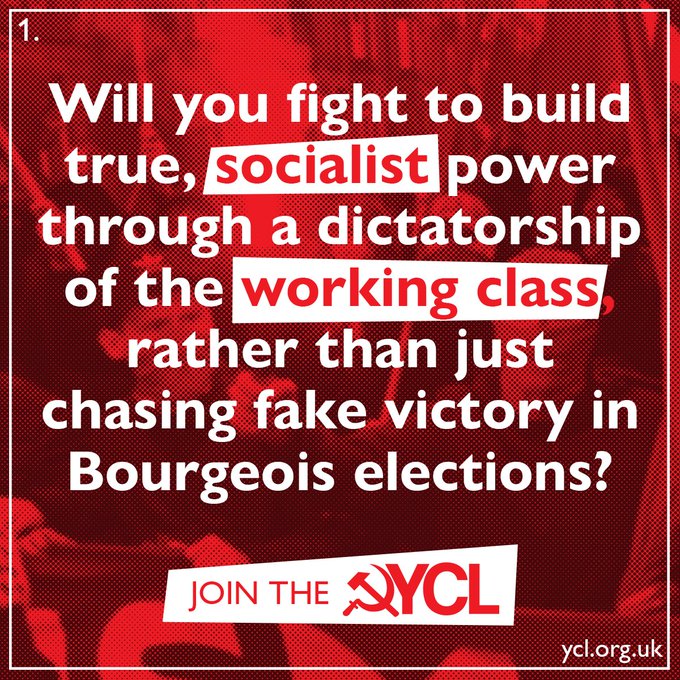 1.
Will you fight to build
true, socialist power
through a dictatorship
of the working class,
rather than just
chasing fake victory in
Bourgeois elections?
JOIN THE YCL
ycl.org.uk